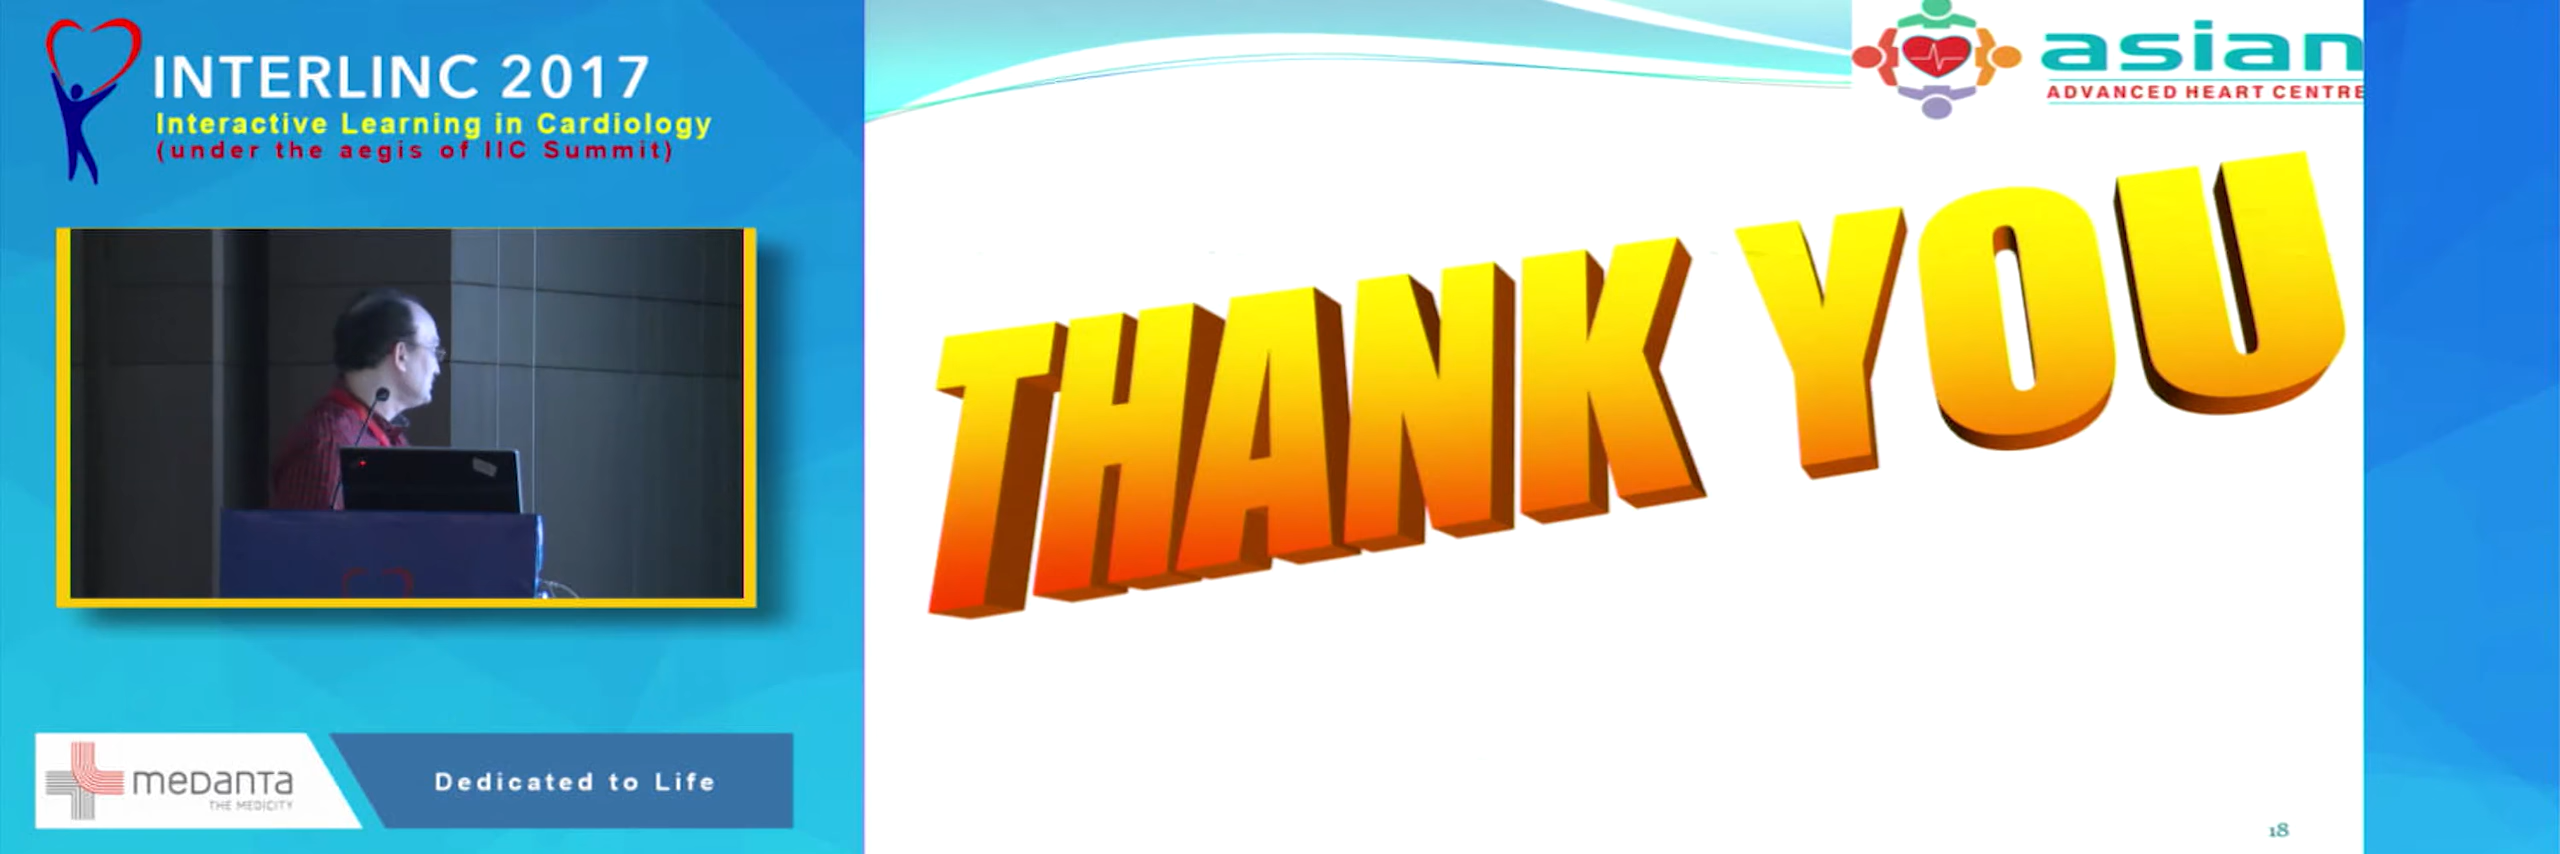 INTERLINC 2017
Interactive Learning in Cardiology
(under the aegis of IIC Summit)
medanta
THE MEDICITY
Dedicated to Life
asian
ADVANCED HEART CENTRE
THANK YOU
18